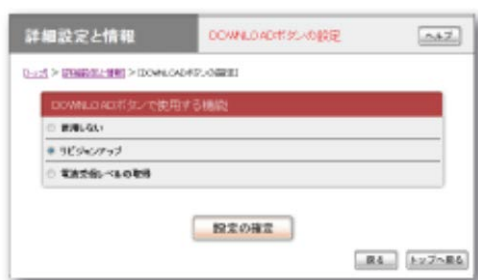 詳細設定と情報
DOWNLOADボタンの設定
ヘルプ
[トップ] > [詳細設定と情報] > [DOWNLOADボタンの設定]
DOWNLOADボタンで使用する機能
使用しない
リビジョンアップ
電波受信レベルの取得
設定の確定
戻る
トップへ戻る